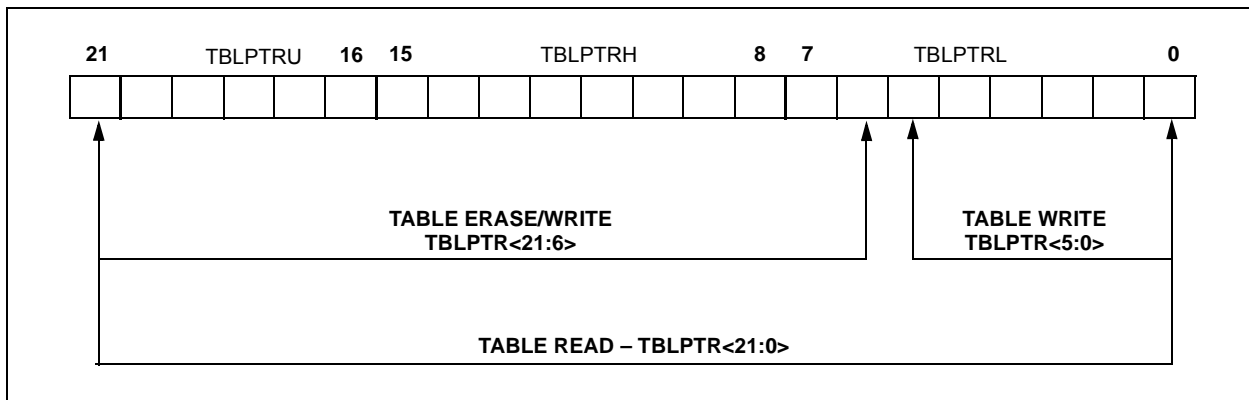 21 TBLPTRU 16 15 TBLPTRH 8 7 TBLPTRL 0
TABLE ERASE/WRITE
TBLPTR<21:6>
TABLE WRITE
TBLPTR<5:0>
TABLE READ – TBLPTR<21:0>